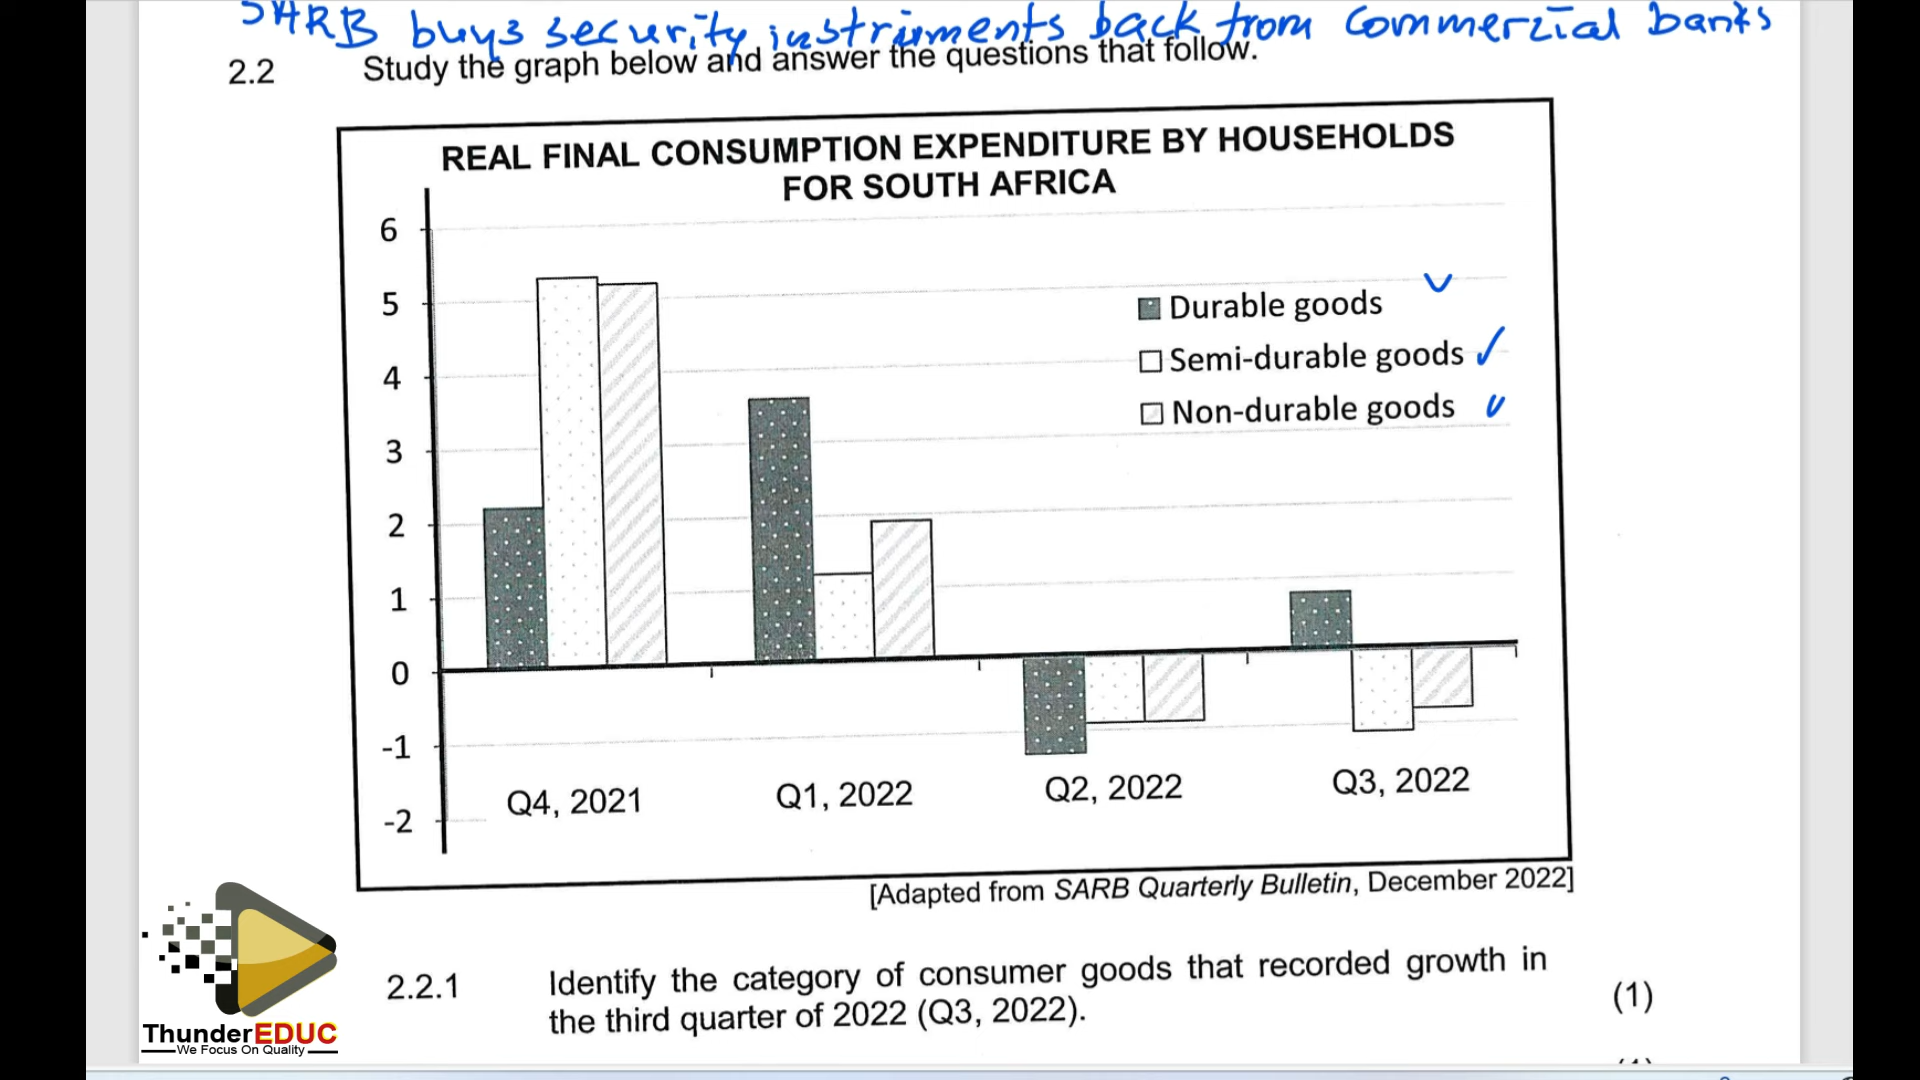 SARB buys security instruments back from Commerzial banks
2.2 Study the graph below and answer the questions that follow.
REAL FINAL CONSUMPTION EXPENDITURE BY HOUSEHOLDS
FOR SOUTH AFRICA
6
5
4
3
2
1
0
-1
-2
Durable goods
Semi-durable goods
Non-durable goods
Q4, 2021
Q1, 2022
Q2, 2022
Q3, 2022
[Adapted from SARB Quarterly Bulletin, December 2022]
2.2.1 Identify the category of consumer goods that recorded growth in
the third quarter of 2022 (Q3, 2022). (1)
ThunderEDUC
We Focus On Quality